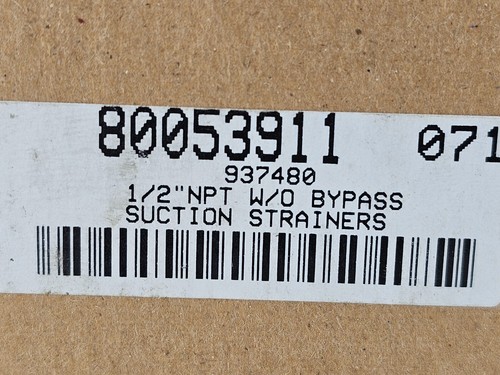 80053911 071
937480
1/2"NPT W/O BYPASS
SUCTION STRAINERS